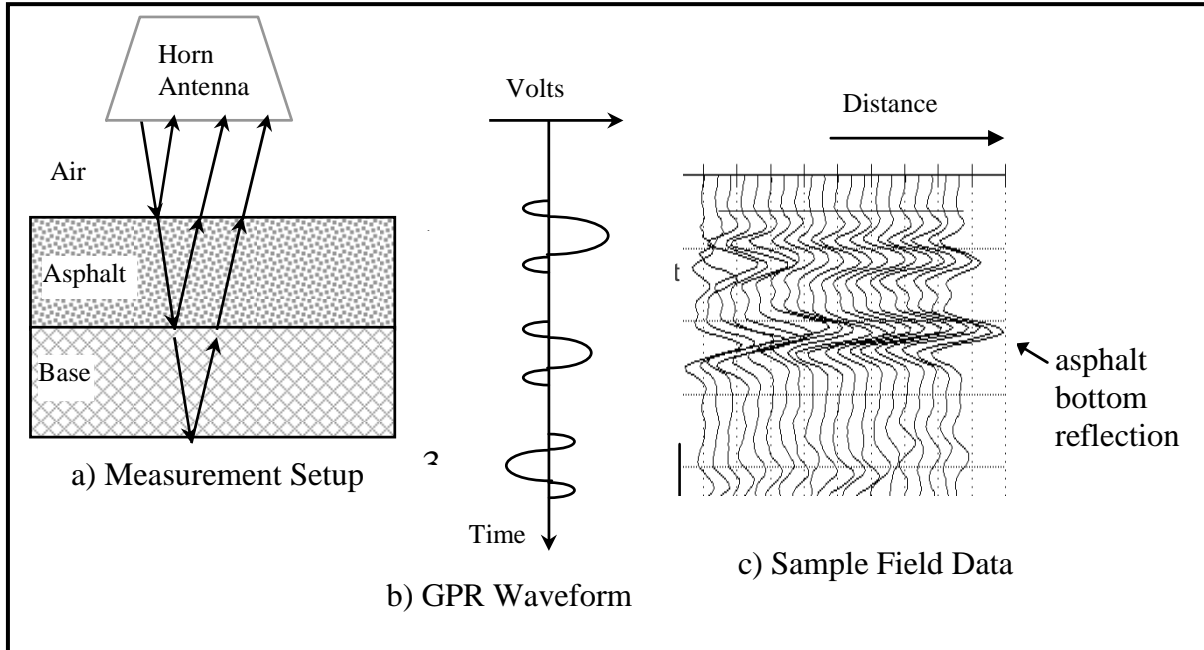 Horn
Antenna
Air
Asphalt
Base
a) Measurement Setup
Volts
Time
b) GPR Waveform
Distance
t
asphalt
bottom
reflection
c) Sample Field Data